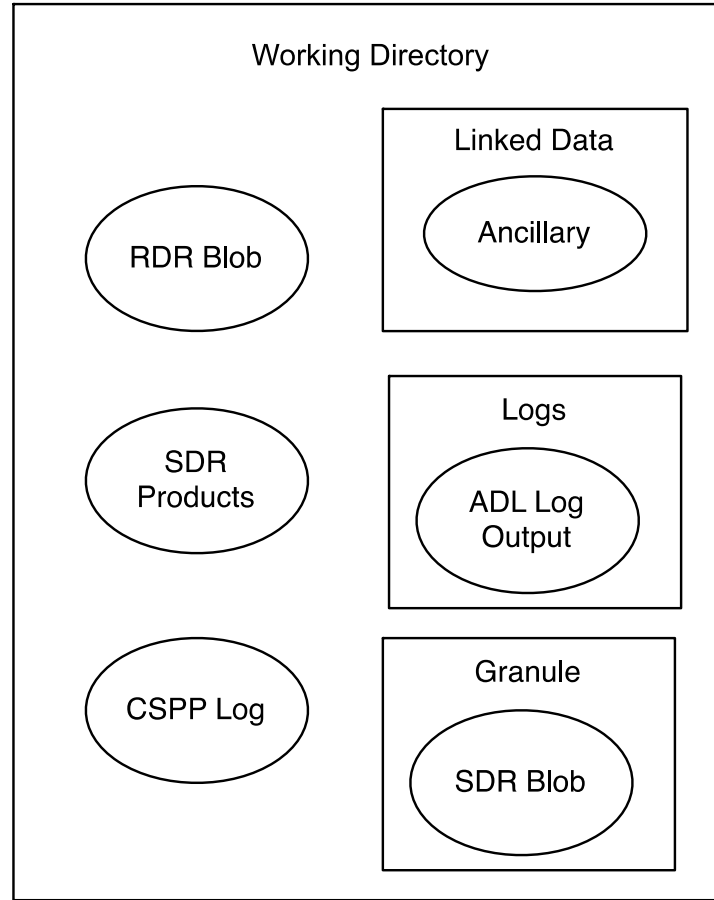 Working Directory
Linked Data
Ancillary
RDR Blob
Logs
SDR
Products
ADL Log
Output
Granule
CSPP Log
SDR Blob